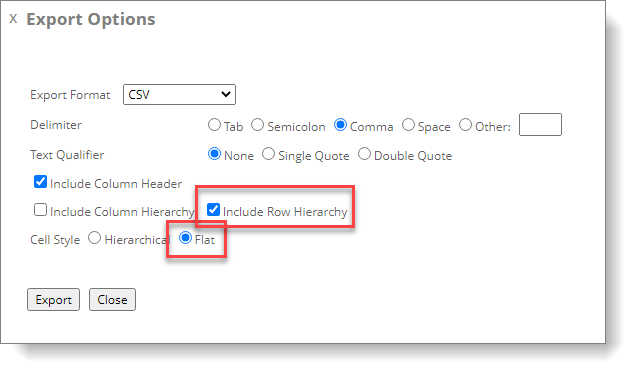 x Export Options
Export Format CSV
Delimiter Tab Semicolon Comma Space Other:
Text Qualifier None Single Quote Double Quote
Include Column Header
Include Column Hierarchy Include Row Hierarchy
Cell Style Hierarchical Flat
Export Close